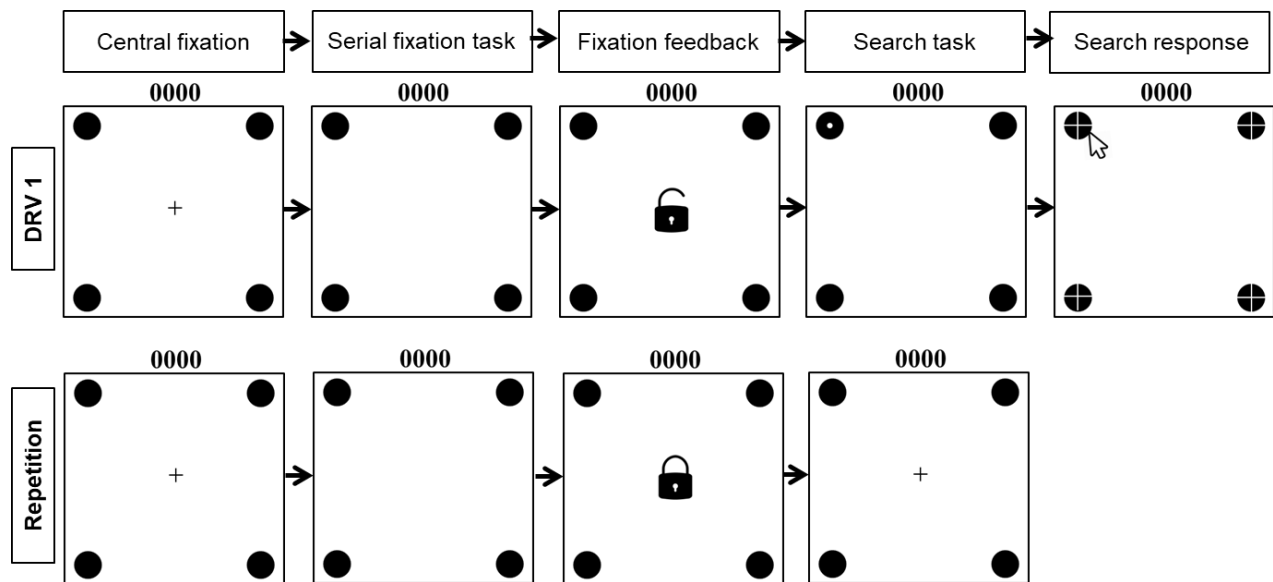 Central fixation
Serial fixation task
Fixation feedback
Search task
Search response
0000
0000
0000
0000
0000
DRV 1
0000
0000
0000
0000
Repetition